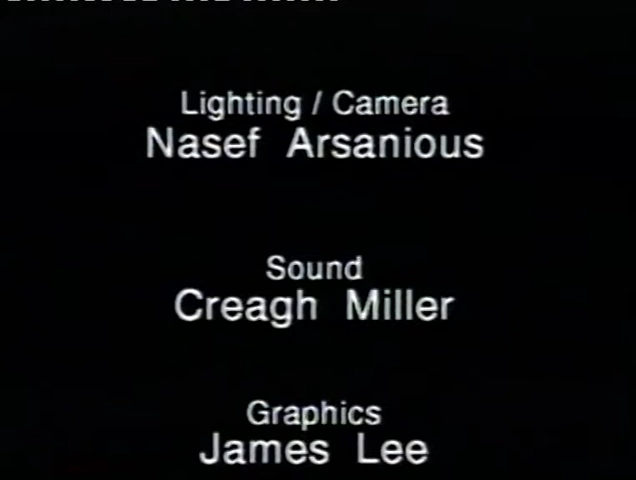 Lighting / Camera
Nasef Arsanious
Sound
Creagh Miller
Graphics
James Lee